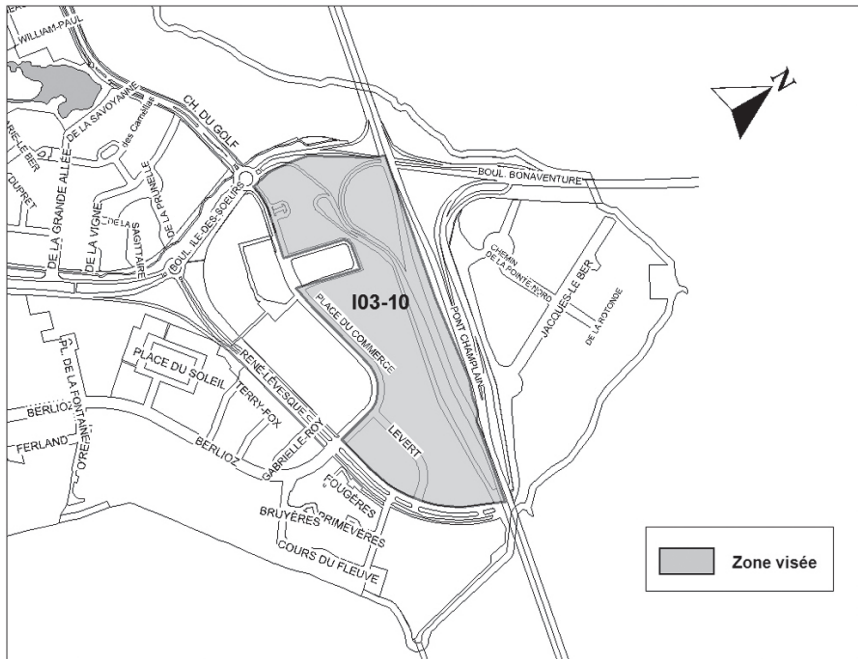 WILLIAM-PAUL
DE LA SAVOYANNE
des Camélias
CH. DU GOLF
N
DUPRET
DE LA GRANDE ALLÉE
DE LA VIGNE
DE LA
SAGITTAIRE
DE LA PRUNELLE
BOUL. ÎLE-DES-SOEURS
BOUL. BONAVENTURE
CHEMIN
DE LA POINTE-NORD
JACQUES-LE BER
DE LA ROTONDE
I03-10
PLACE DU COMMERCE
PONT CHAMPLAIN
PL. DE LA FONTAINE
PLACE DU SOLEIL
RENÉ-LÉVESQUE
TERRY-FOX
BERLIOZ
FERLAND
D'OREE
BERLIOZ
GABRIELLE-ROY
LEVERT
FOUGÈRES
BRUYÈRES
PRIMEVÈRES
COURS DU FLEUVE
Zone visée